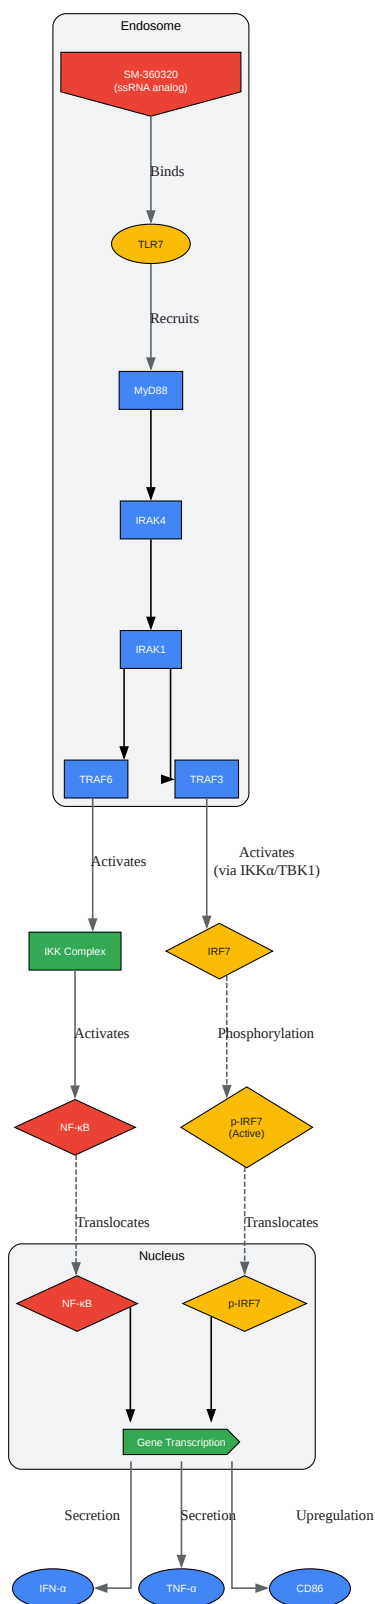 Endosome
SM-360320
(ssRNA analog)
Binds
TLR7
Recruits
MyD88
IRAK4
IRAK1
TRAF6
TRAF3
Activates
Activates
(via IKKα/TBK1)
IKK Complex
IRF7
Activates
Phosphorylation
NF-κB
p-IRF7
(Active)
Translocates
Translocates
Nucleus
NF-κB
p-IRF7
Gene Transcription
Secretion
Secretion
Upregulation
IFN-α
TNF-α
CD86